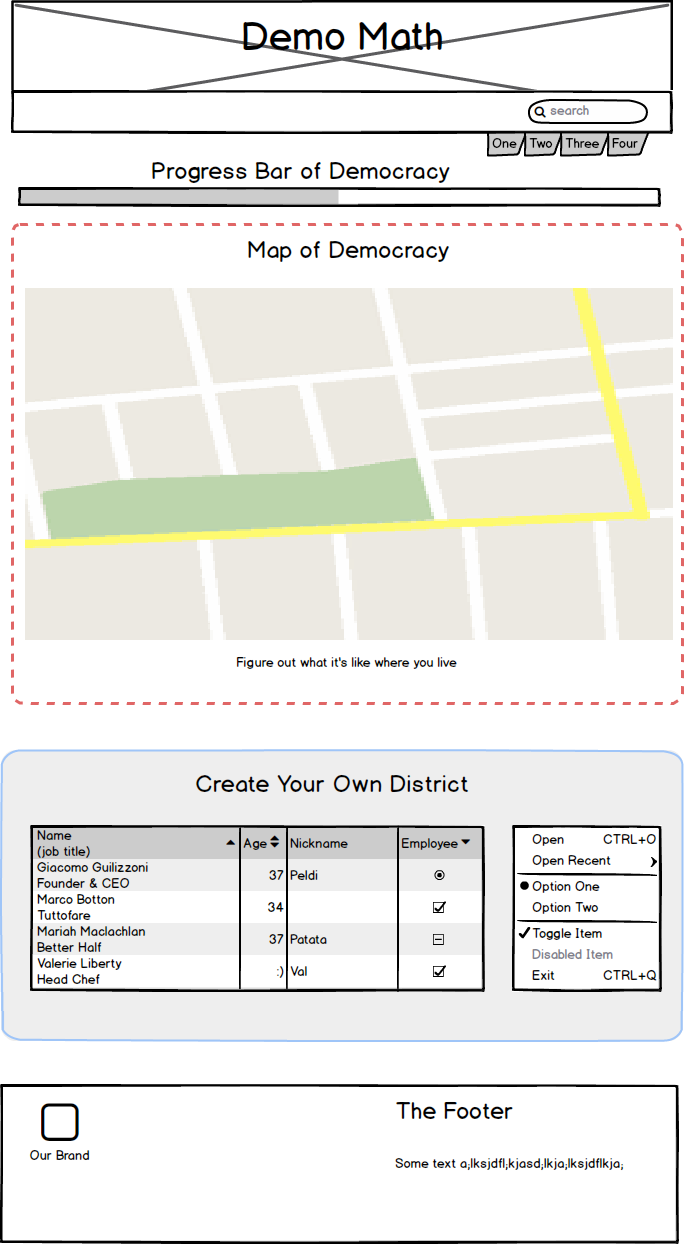 Demo Math
search
One Two Three Four
Progress Bar of Democracy
Map of Democracy
Figure out what it's like where you live
Create Your Own District
Name
(job title)
Age
Nickname
Employee
Giacomo Guilizzoni
Founder & CEO
37
Peldi
Marco Botton
Tuttofare
34
Mariah Maclachlan
Better Half
37
Patata
Valerie Liberty
Head Chef
:)
Val
Open CTRL+O
Open Recent
Option One
Option Two
Toggle Item
Disabled Item
Exit CTRL+Q
Our Brand
The Footer
Some text a;lksjdfl;kjasd;lkja;lksjdflkja;